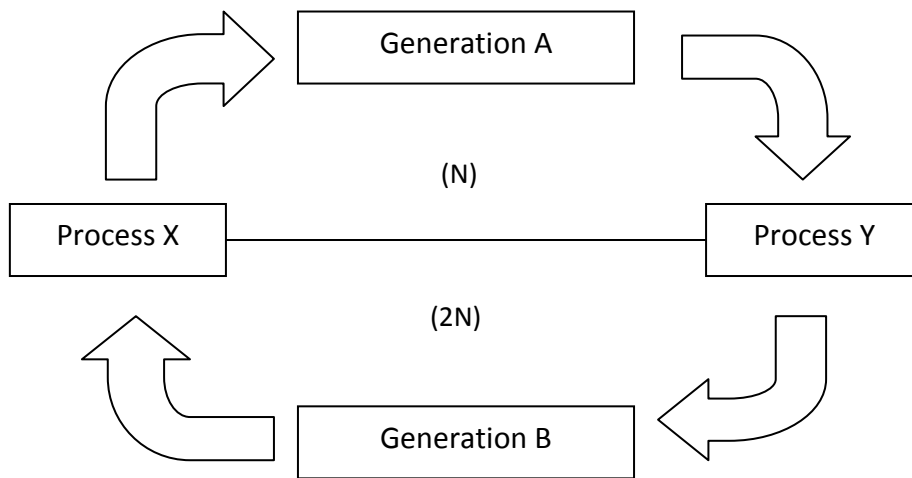 Generation A
(N)
Process X
Process Y
(2N)
Generation B